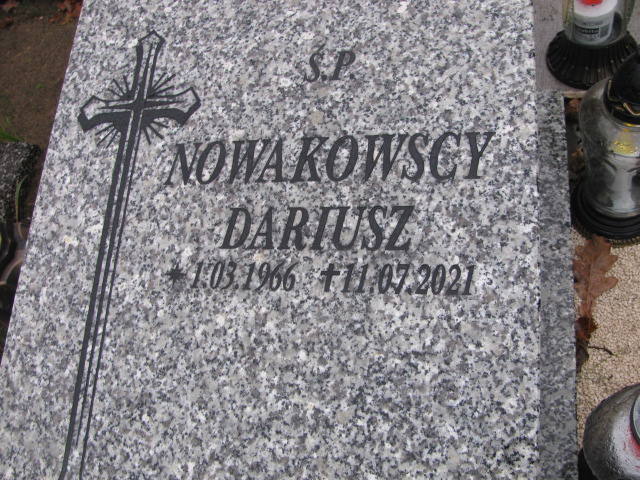 Ś.P.
NOWAKOWSCY
DARIUSZ
* 1.03.1966 ✝ 11.07.2021